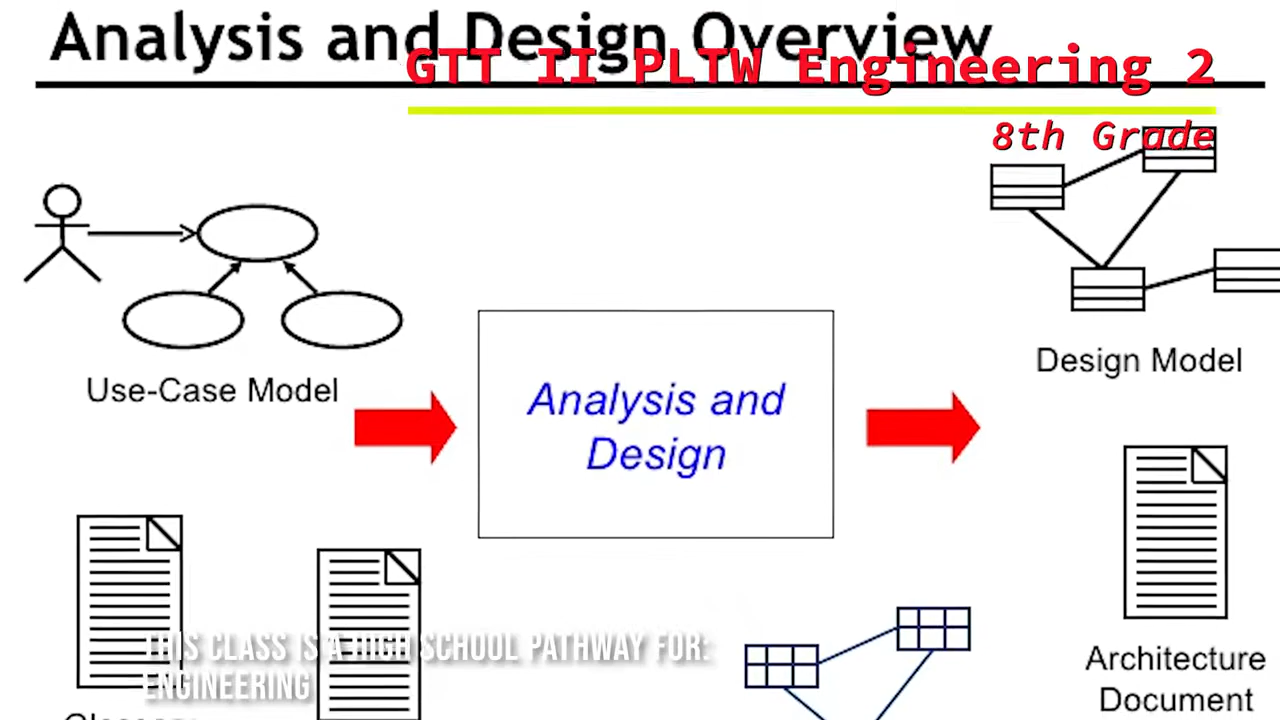 Analysis and Design Overview
GTT II PLTW Engineering 2
8th Grade
Use-Case Model
Analysis and
Design
Design Model
Architecture
Document
THIS CLASS IS A HIGH SCHOOL PATHWAY FOR:
ENGINEERING
Glossary